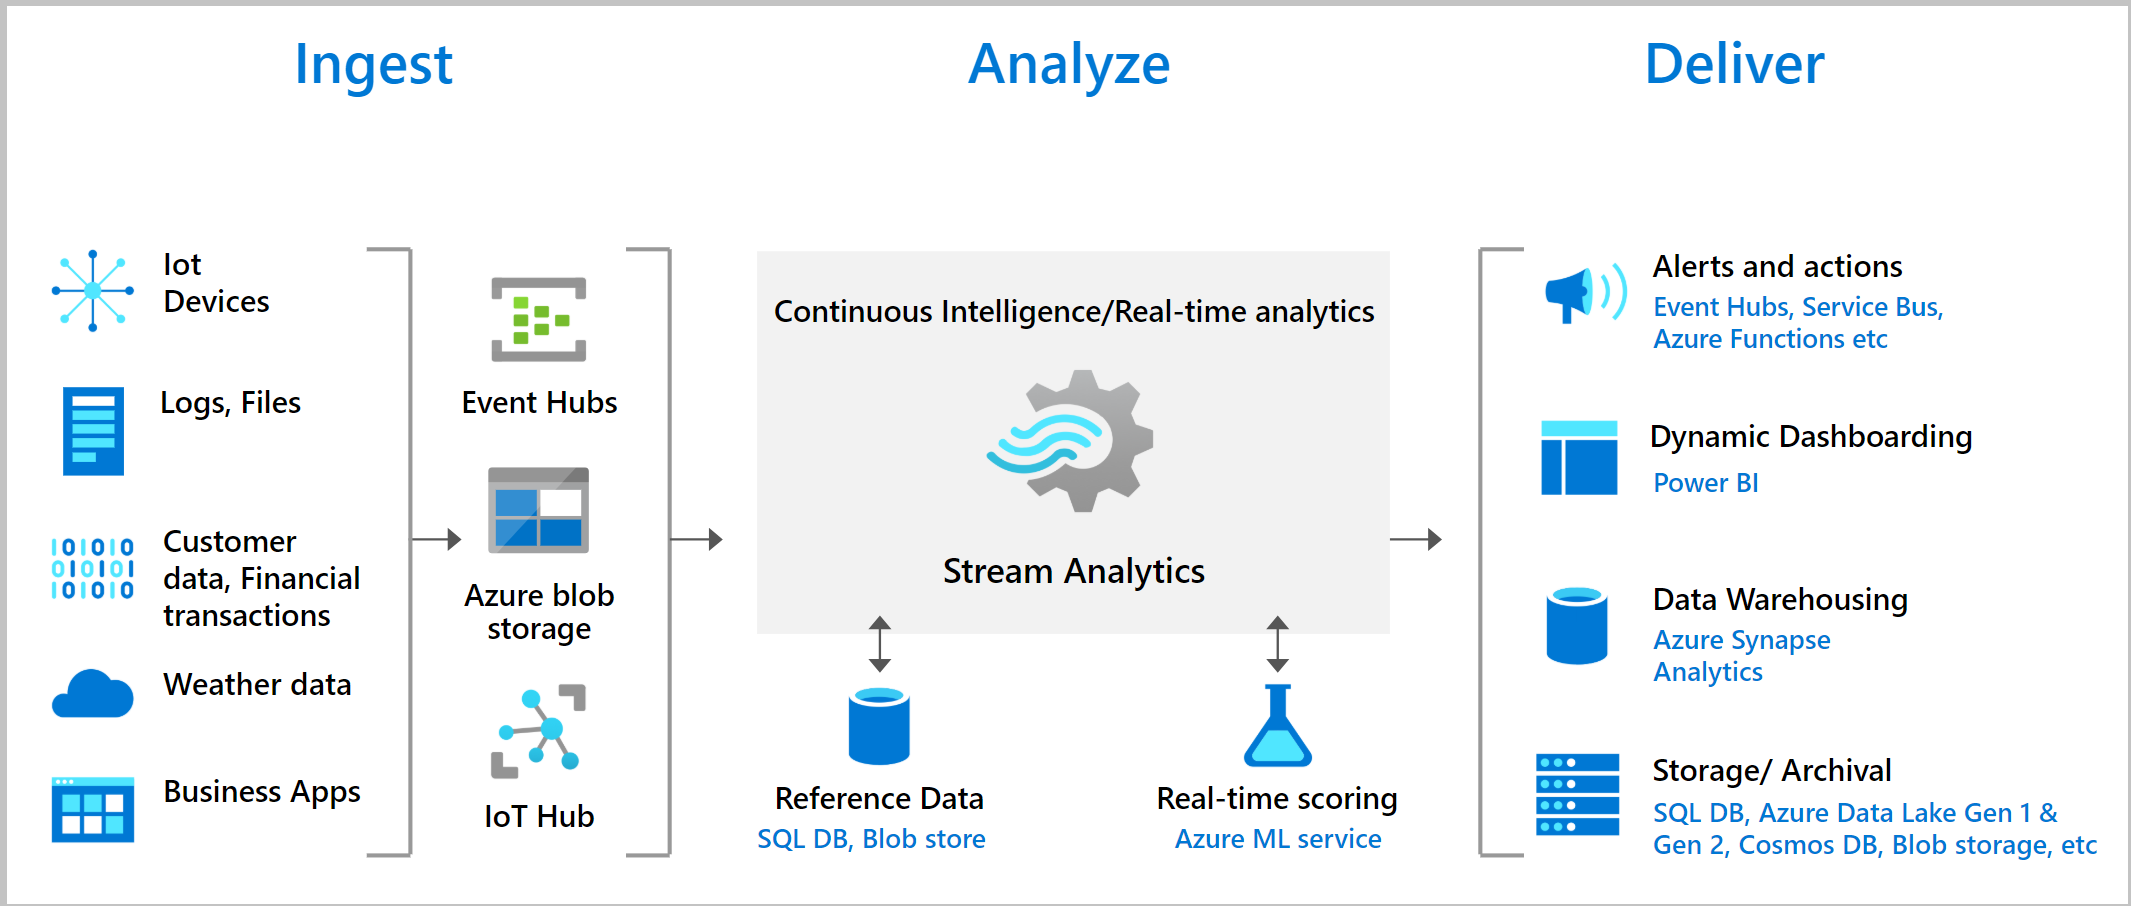 Ingest
Analyze
Deliver
Iot
Devices
Logs, Files
Customer
data, Financial
transactions
Weather data
Business Apps
Event Hubs
Azure blob
storage
IoT Hub
Continuous Intelligence/Real-time analytics
Stream Analytics
Reference Data
SQL DB, Blob store
Real-time scoring
Azure ML service
Alerts and actions
Event Hubs, Service Bus,
Azure Functions etc
Dynamic Dashboarding
Power BI
Data Warehousing
Azure Synapse
Analytics
Storage/ Archival
SQL DB, Azure Data Lake Gen 1 &
Gen 2, Cosmos DB, Blob storage, etc